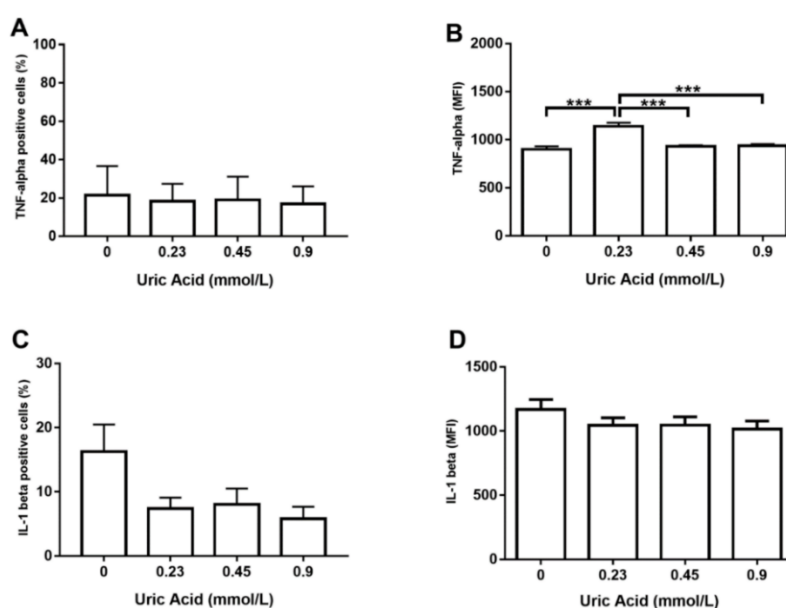 A
TNF-alpha positive cells (%)
100
80
60
40
20
0
0 0.23 0.45 0.9
Uric Acid (mmol/L)
B
TNF-alpha (MFI)
2000
1500
1000
500
0
*** *** ***
0 0.23 0.45 0.9
Uric Acid (mmol/L)
C
IL-1 beta positive cells (%)
30
20
10
0
0 0.23 0.45 0.9
Uric Acid (mmol/L)
D
IL-1 beta (MFI)
1500
1000
500
0
0 0.23 0.45 0.9
Uric Acid (mmol/L)